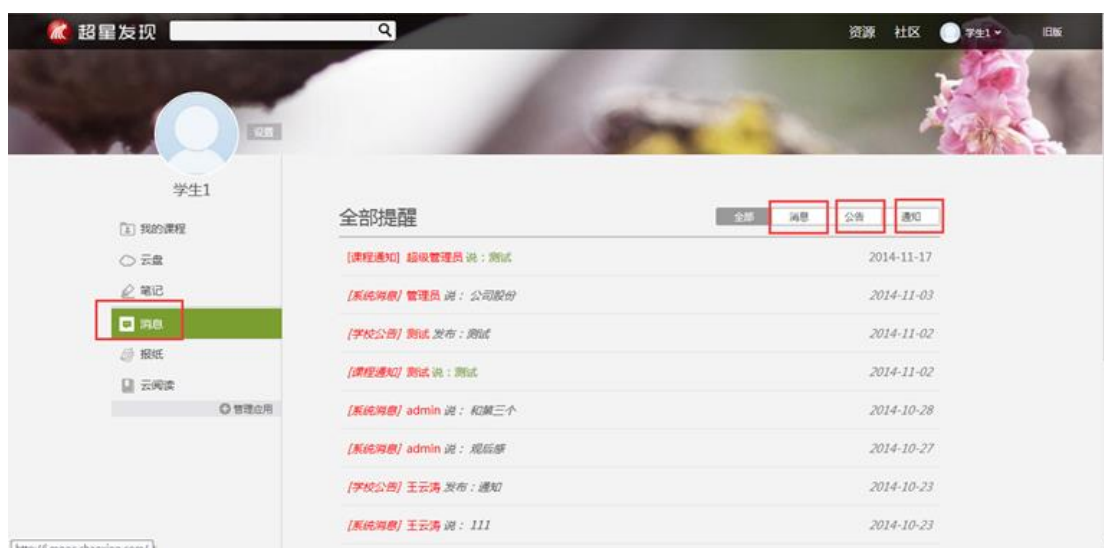 超星发现
资源 社区 学生1 旧版
设置
学生1
我的课程
云盘
笔记
消息
报纸
云阅读
管理应用
全部提醒 全部 消息 公告 通知
[课程通知] 超级管理员 说：测试 2014-11-17
[系统消息] 管理员 说： 公司股份 2014-11-03
[学校公告] 测试 发布：测试 2014-11-02
[课程通知] 测试 说：测试 2014-11-02
[系统消息] admin 说： 和第三个 2014-10-28
[系统消息] admin 说： 观后感 2014-10-27
[学校公告] 王云涛 发布：通知 2014-10-23
[系统消息] 王云涛 说： 111 2014-10-23